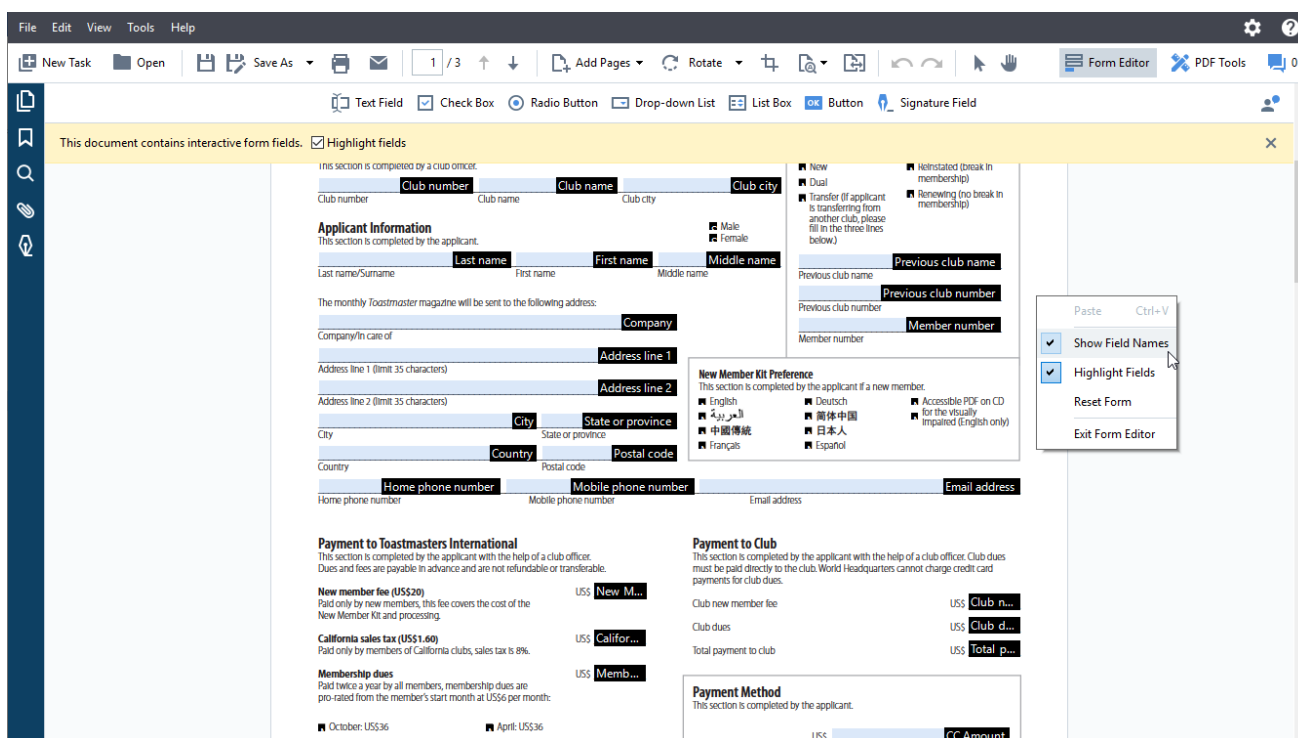 File Edit View Tools Help
New Task Open Save As 1 / 3 Add Pages Rotate Form Editor PDF Tools 0
Text Field Check Box Radio Button Drop-down List List Box OK Button Signature Field
This document contains interactive form fields. Highlight fields
This section is completed by a club officer.
Club number Club name Club city
Club number Club name Club city
Applicant Information
This section is completed by the applicant.
Male
Female
Last name First name Middle name
Last name/Surname First name Middle name
The monthly Toastmaster magazine will be sent to the following address:
Company
Company/In care of
Address line 1
Address line 1 (limit 35 characters)
Address line 2
Address line 2 (limit 35 characters)
City State or province
City State or province
Country Postal code
Country Postal code
Home phone number Mobile phone number Email address
Home phone number Mobile phone number Email address
New
Dual
Transfer (If applicant
is transferring from
another club, please
fill in the three lines
below.)
Reinstated (break in
membership)
Renewing (no break in
membership)
Previous club name
Previous club name
Previous club number
Previous club number
Member number
Member number
New Member Kit Preference
This section is completed by the applicant if a new member.
English
العربية
中國傳統
Français
Deutsch
简体中国
日本人
Español
Accessible PDF on CD
for the visually
impaired (English only)
Paste Ctrl+V
Show Field Names
Highlight Fields
Reset Form
Exit Form Editor
Payment to Toastmasters International
This section is completed by the applicant with the help of a club officer.
Dues and fees are payable in advance and are not refundable or transferable.
New member fee (US$20) US$ New M...
Paid only by new members, this fee covers the cost of the
New Member Kit and processing.
California sales tax (US$1.60) US$ Califor...
Paid only by members of California clubs, sales tax is 8%.
Membership dues US$ Memb...
Paid twice a year by all members, membership dues are
pro-rated from the member's start month at US$6 per month:
October: US$36 April: US$36
Payment to Club
This section is completed by the applicant with the help of a club officer. Club dues
must be paid directly to the club. World Headquarters cannot charge credit card
payments for club dues.
Club new member fee US$ Club n...
Club dues US$ Club d...
Total payment to club US$ Total p...
Payment Method
This section is completed by the applicant.
US$ CC Amount